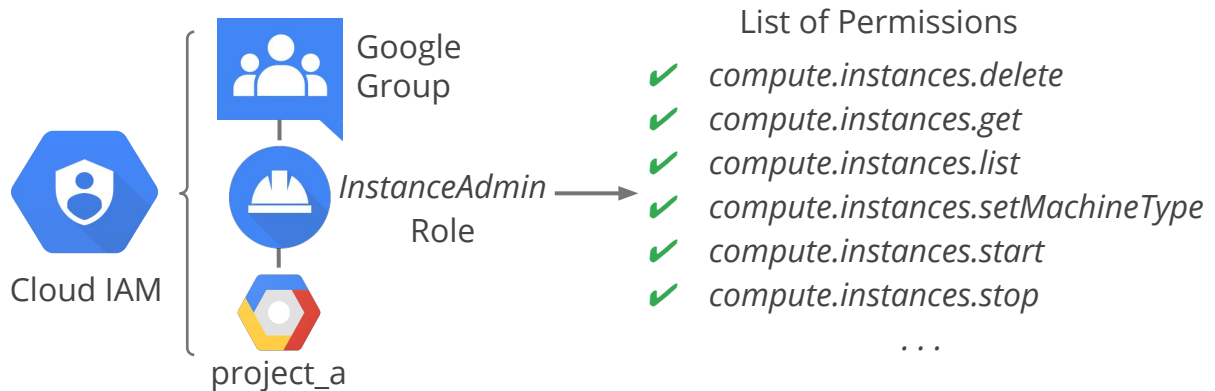 Cloud IAM
Google
Group
InstanceAdmin
Role
project_a
List of Permissions
✔ compute.instances.delete
✔ compute.instances.get
✔ compute.instances.list
✔ compute.instances.setMachineType
✔ compute.instances.start
✔ compute.instances.stop
. . .